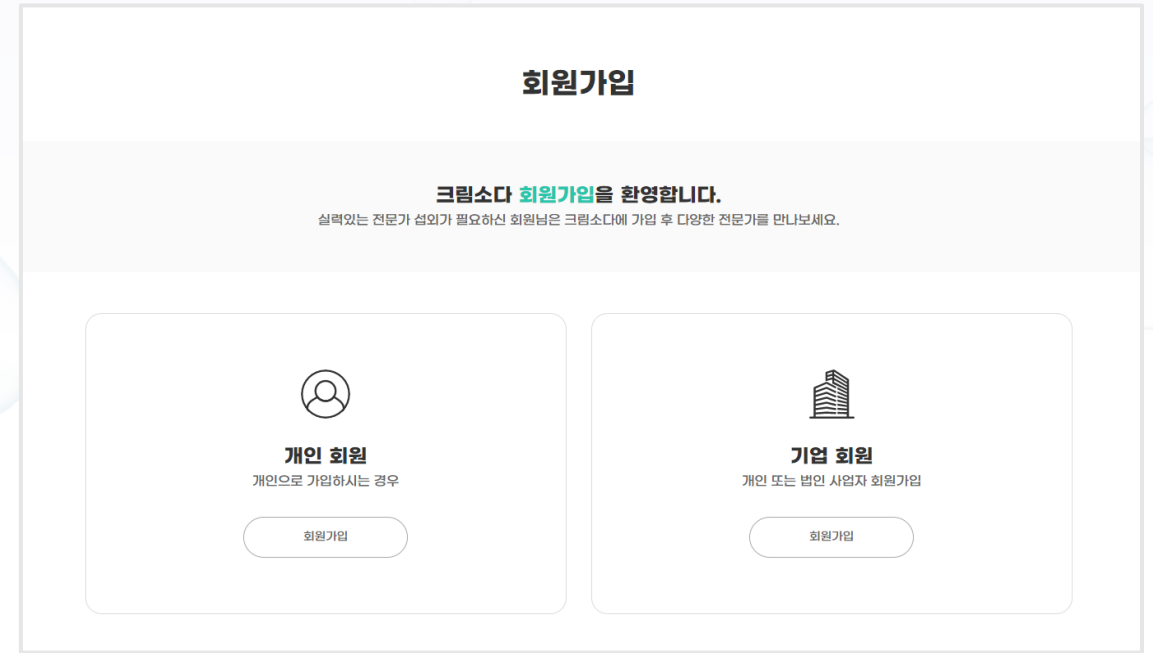 회원가입
크림소다 회원가입을 환영합니다.
실력있는 전문가 섭외가 필요하신 회원님은 크림소다에 가입 후 다양한 전문가를 만나보세요.
개인 회원
개인으로 가입하시는 경우
회원가입
기업 회원
개인 또는 법인 사업자 회원가입
회원가입